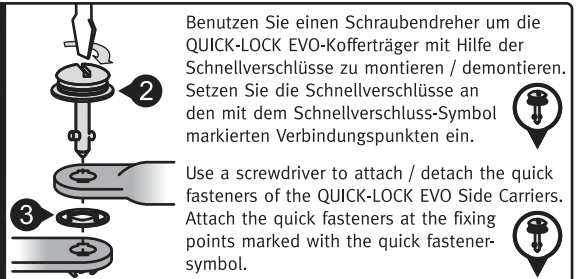 Benutzen Sie einen Schraubendreher um die
QUICK-LOCK EVO-Kofferträger mit Hilfe der
Schnellverschlüsse zu montieren / demontieren.
Setzen Sie die Schnellverschlüsse an
den mit dem Schnellverschluss-Symbol
markierten Verbindungspunkten ein.
2
Use a screwdriver to attach / detach the quick
fasteners of the QUICK-LOCK EVO Side Carriers.
Attach the quick fasteners at the fixing
points marked with the quick fastener-
symbol.
3